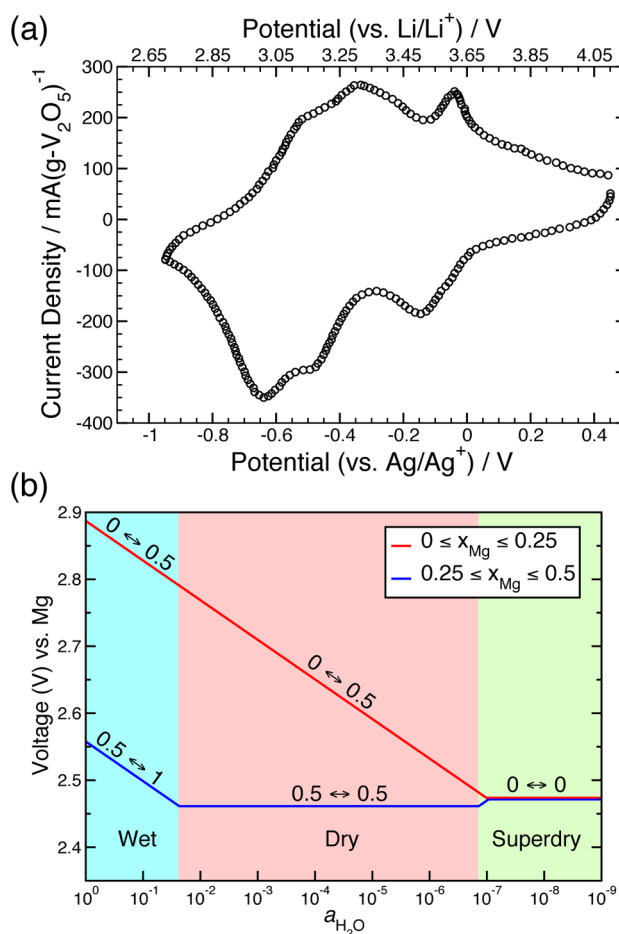 (a)
Potential (vs. Li/Li⁺) / V
2.65 2.85 3.05 3.25 3.45 3.65 3.85 4.05
Current Density / mA(g-V₂O₅)⁻¹
300
200
100
0
-100
-200
-300
-400
-1 -0.8 -0.6 -0.4 -0.2 0 0.2 0.4
Potential (vs. Ag/Ag⁺) / V
(b)
Voltage (V) vs. Mg
2.9
2.8
2.7
2.6
2.5
2.4
0 ↔ 0.5
0 ≤ x_Mg ≤ 0.25
0.25 ≤ x_Mg ≤ 0.5
0 ↔ 0.5
0.5 ↔ 1
0.5 ↔ 0.5
0 ↔ 0
Wet Dry Superdry
10⁰ 10⁻¹ 10⁻² 10⁻³ 10⁻⁴ 10⁻⁵ 10⁻⁶ 10⁻⁷ 10⁻⁸ 10⁻⁹
a_H₂O